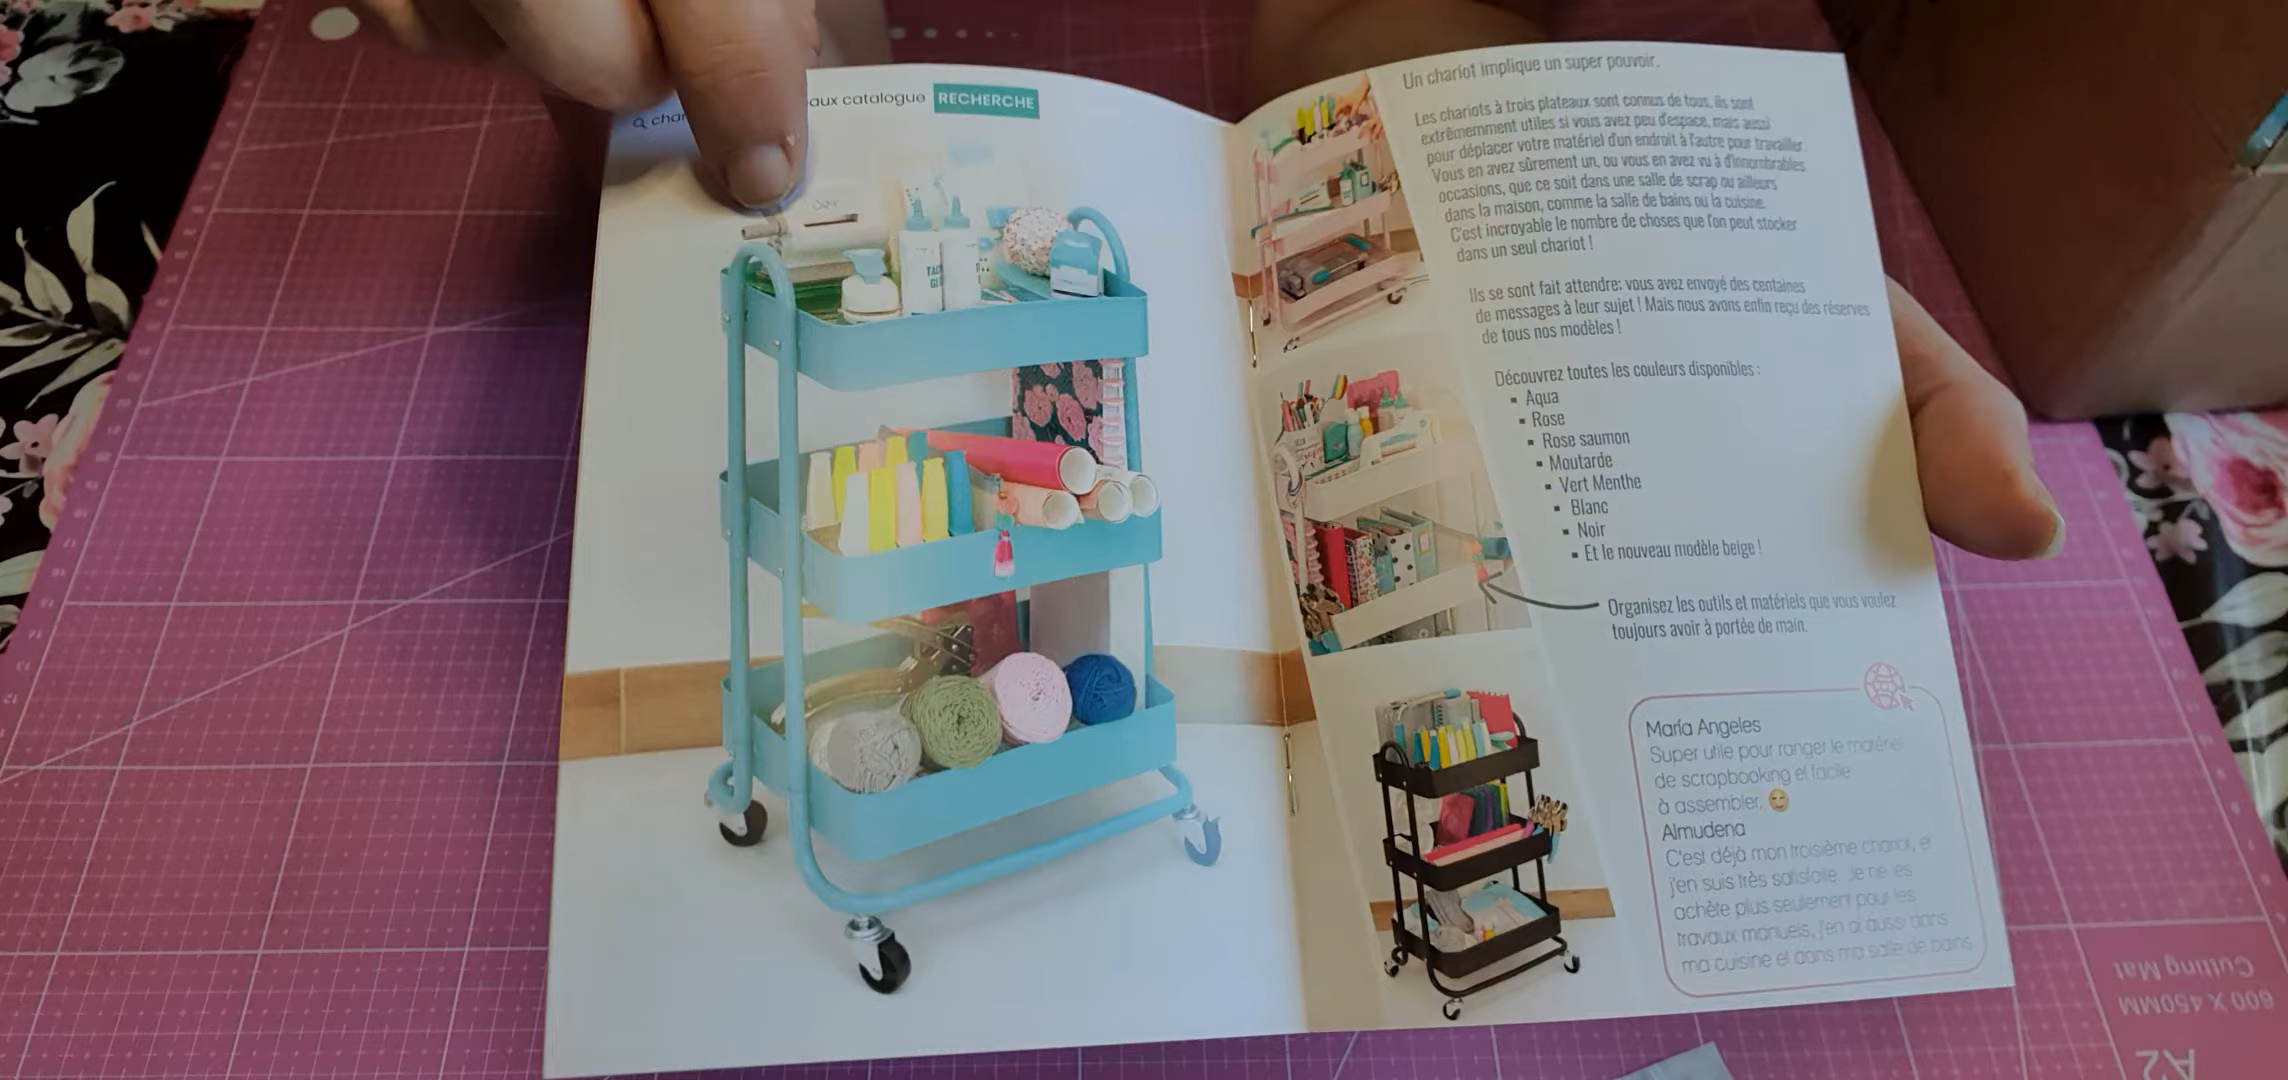 aux catalogue RECHERCHE
Un chariot implique un super pouvoir.
Les chariots à trois plateaux sont connus de tous, ils sont
extrêmemment utiles si vous avez peu d'espace, mais aussi
pour déplacer votre matériel d'un endroit à l'autre pour travailler.
Vous en avez sûrement un, ou vous en avez vu à d'innombrables
occasions, que ce soit dans une salle de scrap ou ailleurs
dans la maison, comme la salle de bains ou la cuisine.
C'est incroyable le nombre de choses que l'on peut stocker
dans un seul chariot !
Ils se sont fait attendre: vous avez envoyé des centaines
de messages à leur sujet ! Mais nous avons enfin reçu des réserves
de tous nos modèles !
Découvrez toutes les couleurs disponibles :
▪ Aqua
▪ Rose
▪ Rose saumon
▪ Moutarde
▪ Vert Menthe
▪ Blanc
▪ Noir
▪ Et le nouveau modèle beige !
Organisez les outils et matériels que vous voulez
toujours avoir à portée de main.
María Angeles
Super utile pour ranger le matériel
de scrapbooking et facile
à assembler. 😊
Almudena
C'est déjà mon troisième chariot, et
j'en suis très satisfaite. Je ne les
achète plus seulement pour les
travaux manuels, j'en ai aussi dans
ma cuisine et dans ma salle de bains
Cutting Mat
600 X 450MM
A2